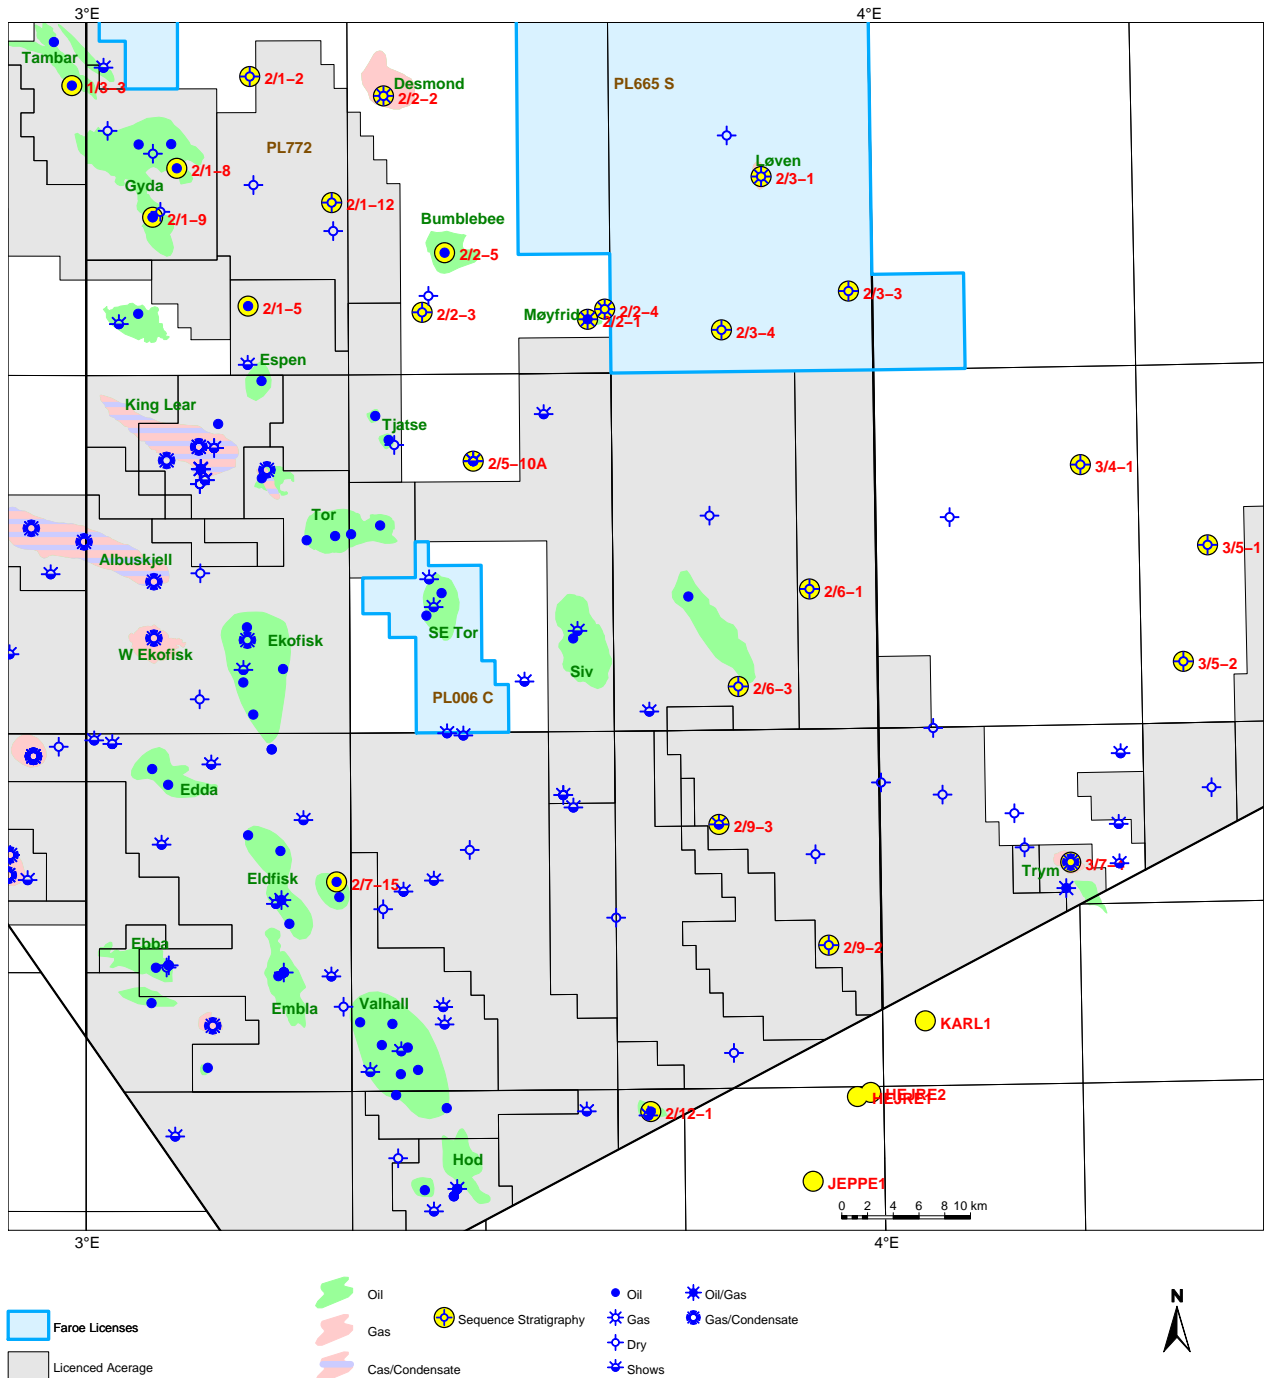 3°E
4°E
Tambar
1/3–3
2/1–2
Desmond
2/2–2
PL665 S
PL772
Løven
2/3–1
2/1–8
Gyda
2/1–12
2/1–9
Bumblebee
2/2–5
2/3–3
2/1–5
2/2–3
Møyfrid
2/2–4
2/2–1
2/3–4
Espen
King Lear
Tjatse
2/5–10A
3/4–1
Tor
3/5–1
Albuskjell
2/6–1
SE Tor
Ekofisk
W Ekofisk
Siv
3/5–2
2/6–3
PL006 C
Edda
2/9–3
Eldfisk
2/7–15
Trym
3/7–
Ebba
2/9–2
Embla
Valhall
KARL1
HEJRE2
HEJRE1
2/12–1
Hod
JEPPE1
0 2 4 6 8 10 km
3°E
4°E
Oil
Oil
Oil/Gas
Faroe Licenses
Gas
Sequence Stratigraphy
Gas
Gas/Condensate
Dry
Licenced Acerage
Cas/Condensate
Shows
N